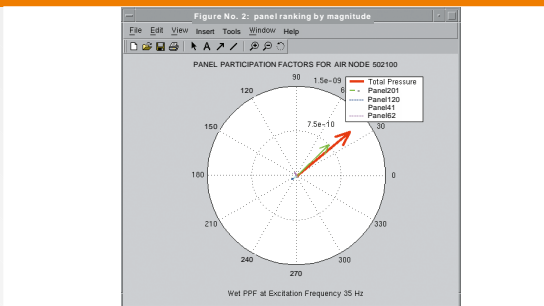 Figure No. 2: panel ranking by magnitude
File Edit View Insert Tools Window Help
A
PANEL PARTICIPATION FACTORS FOR AIR NODE 502100
90 1.5e-09
120 6
Total Pressure
Panel201
Panel120
Panel41
Panel62
150 7.5e-10 30
180 0
210 330
240 300
270
Wet PPF at Excitation Frequency 35 Hz